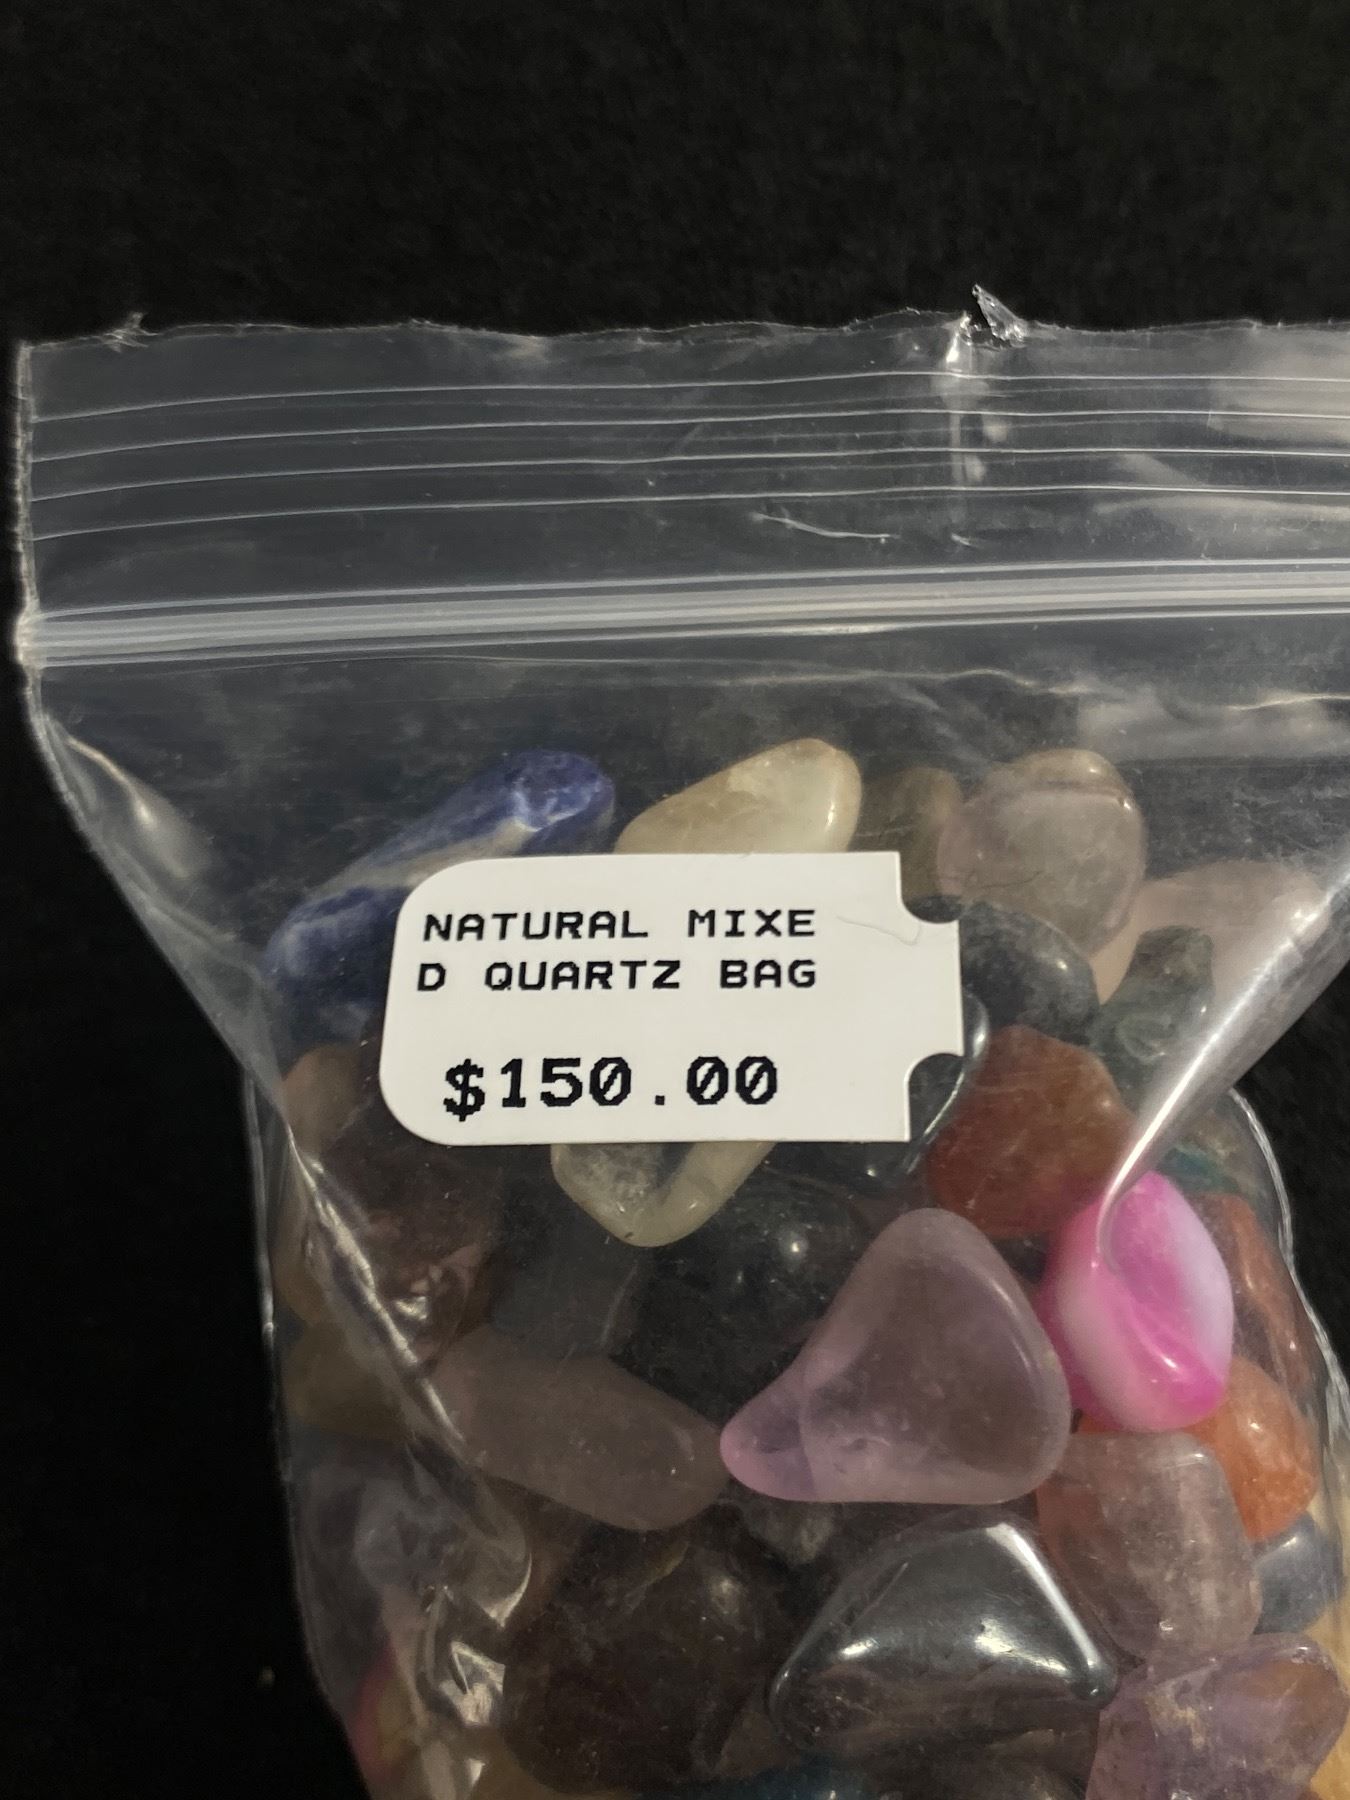 NATURAL MIXE
D QUARTZ BAG
$150.00